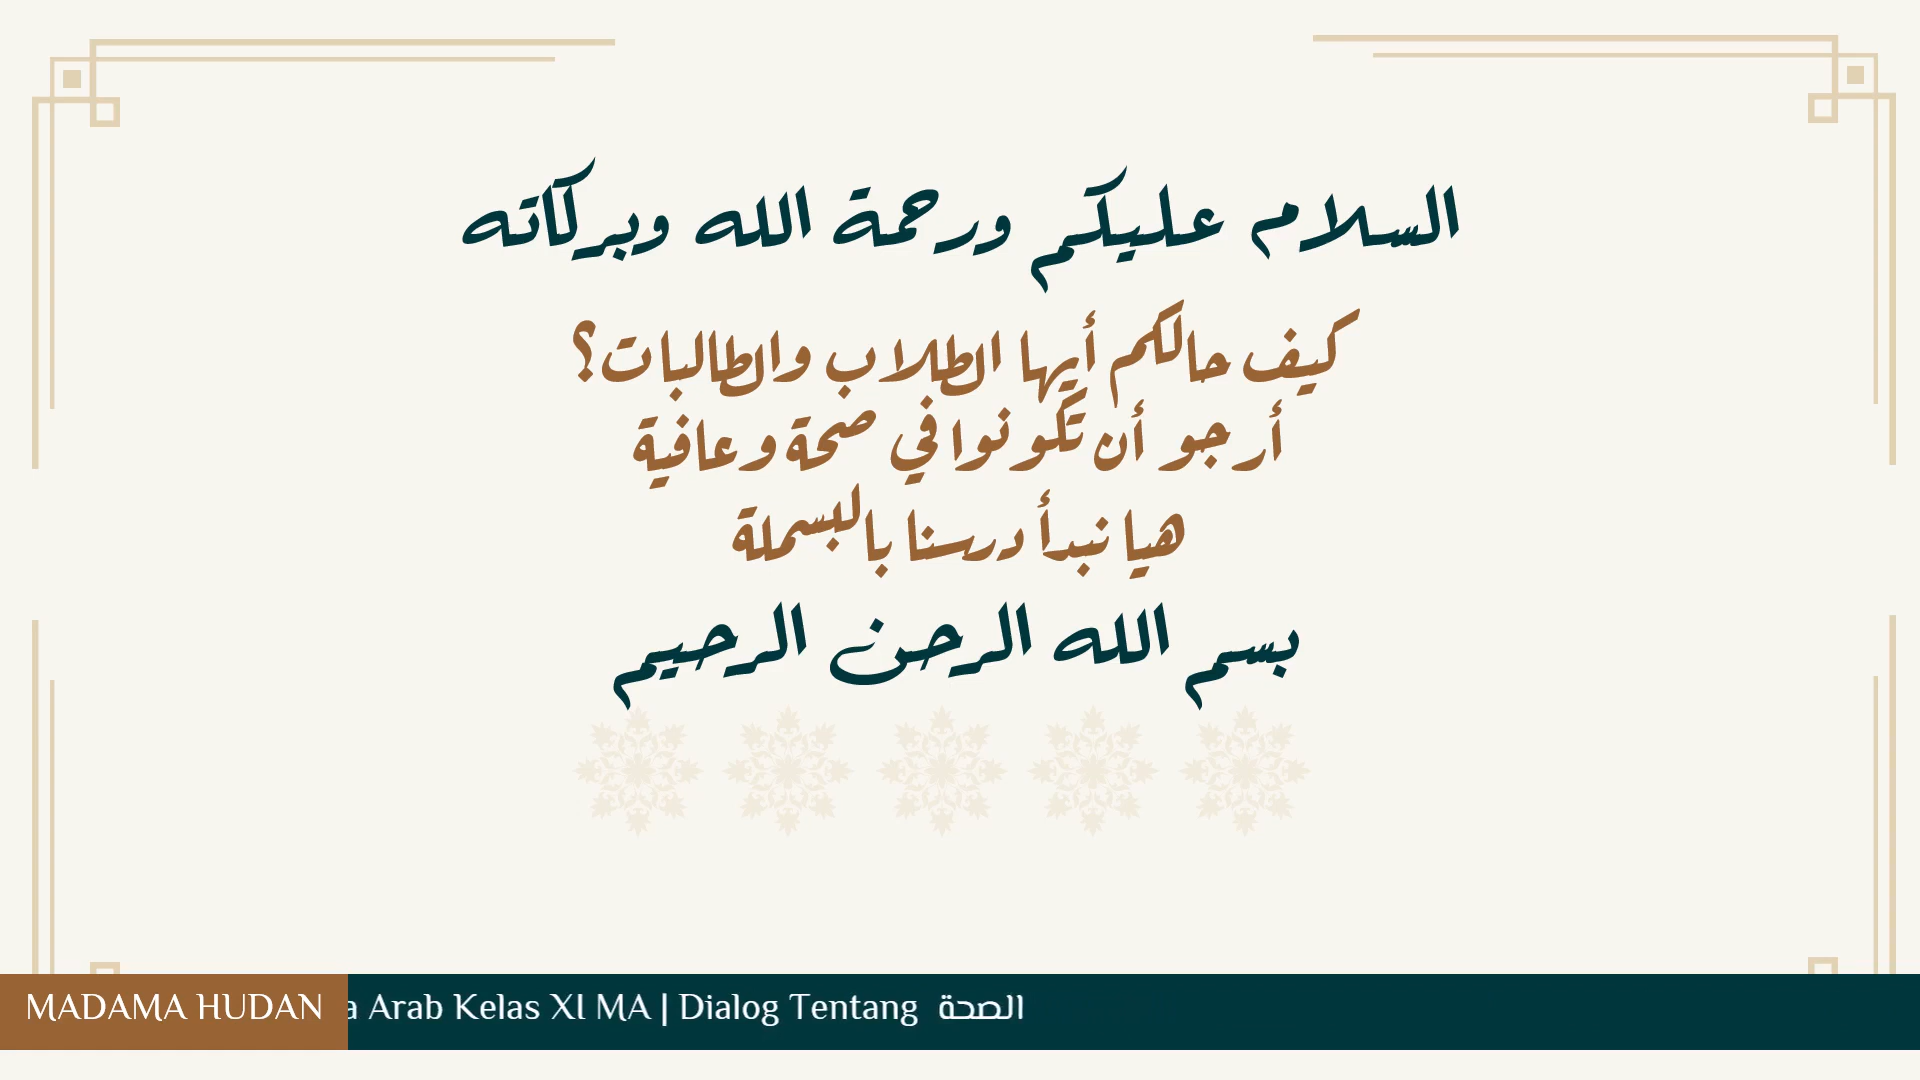 السلام عليكم ورحمة الله وبركاته
كيف حالكم أيها الطلاب والطالبات؟
أرجو أن تكونوا في صحة وعافية
هيا نبدأ درسنا بالبسملة
بسم الله الرحمن الرحيم
MADAMA HUDAN
a Arab Kelas XI MA | Dialog Tentang الصحة